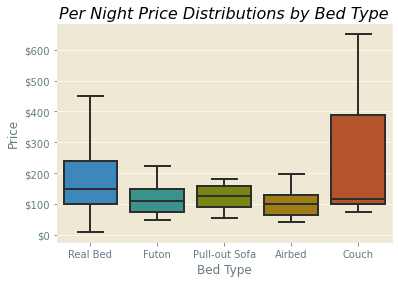 Per Night Price Distributions by Bed Type
$600
$500
$400
$300
$200
$100
$0
Price
Real Bed Futon Pull-out Sofa Airbed Couch
Bed Type